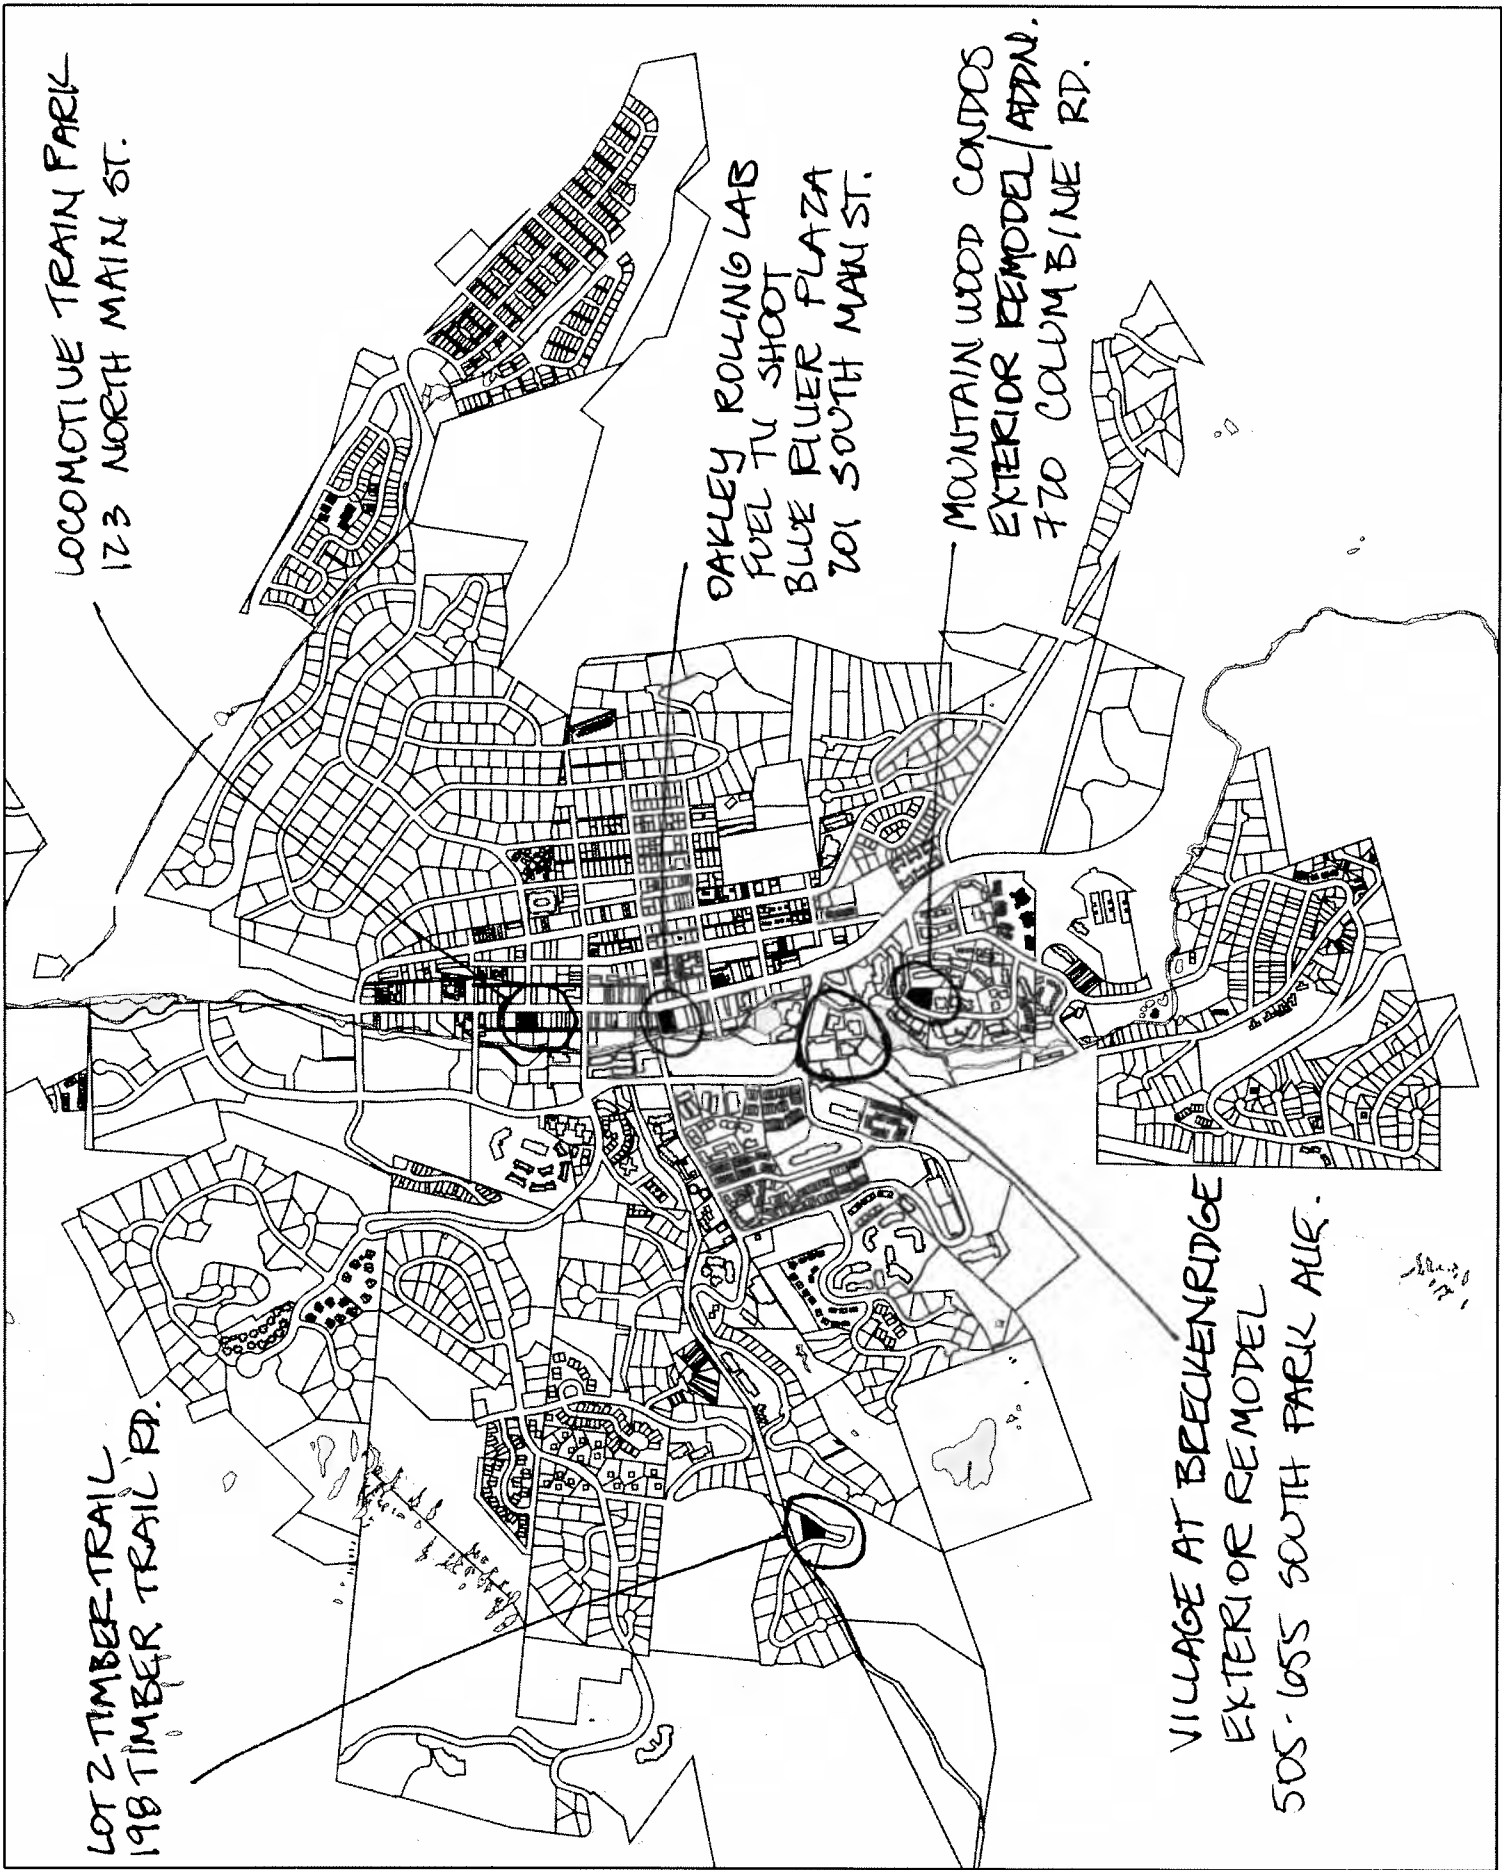 LOCOMOTIVE TRAIN PARK
123 NORTH MAIN ST.
OAKLEY ROLLING LAB
FUEL TV SHOOT
BLUE RIVER PLAZA
201 SOUTH MAIN ST.
MOUNTAIN WOOD CONDOS
EXTERIOR REMODEL/ADDN.
770 COLUMBINE RD.
LOT 2 TIMBER TRAIL
198 TIMBER TRAIL RD.
VILLAGE AT BRECKENRIDGE
EXTERIOR REMODEL
505-655 SOUTH PARK AVE.